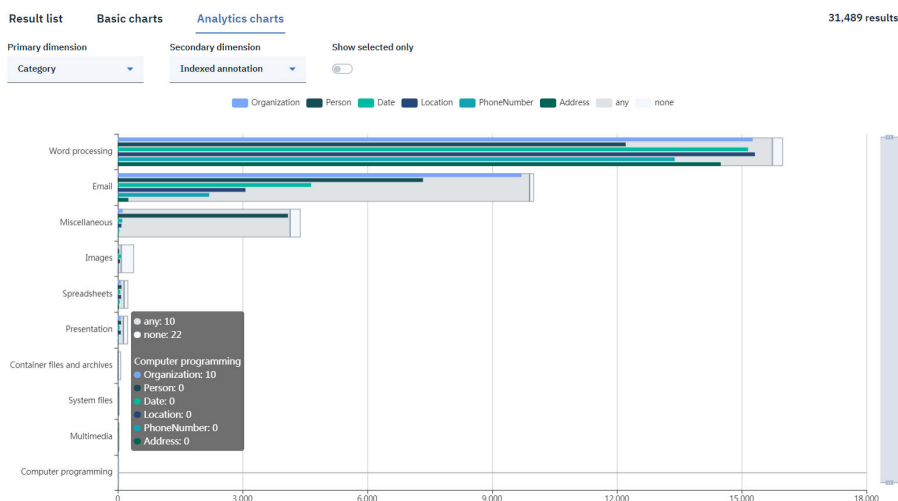 Result list Basic charts Analytics charts 31,489 results
Primary dimension Secondary dimension Show selected only
Category Indexed annotation
Organization Person Date Location PhoneNumber Address any none
Word processing
Email
Miscellaneous
Images
Spreadsheets
Presentation
Container files and archives
System files
Multimedia
Computer programming
any: 10
none: 22
Computer programming
Organization: 10
Person: 0
Date: 0
Location: 0
PhoneNumber: 0
Address: 0
0 3,000 6,000 9,000 12,000 15,000 18,000